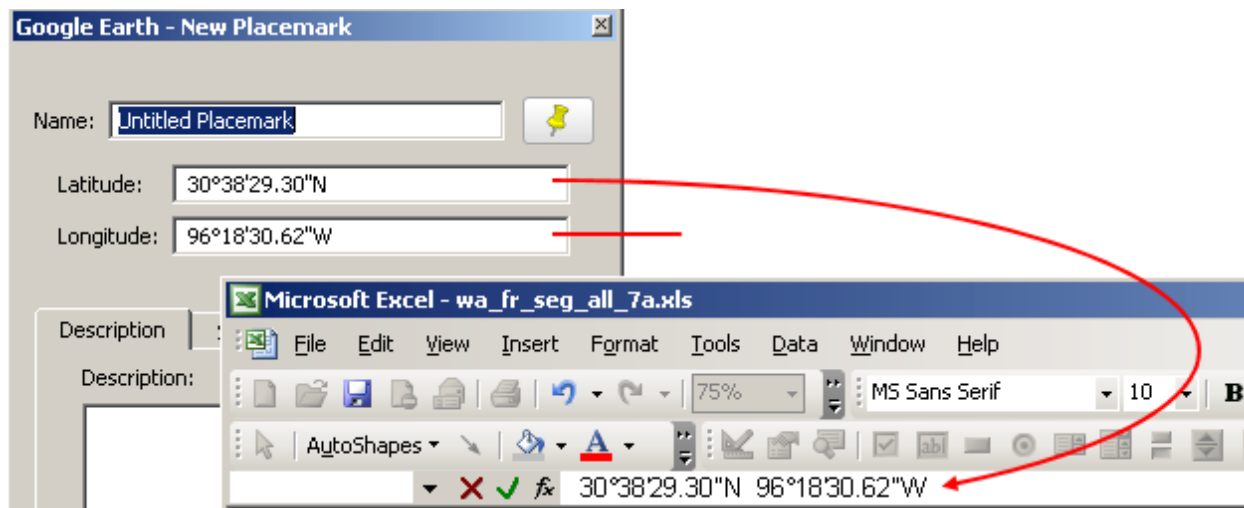 Google Earth - New Placemark
Name: Untitled Placemark
Latitude: 30°38'29.30"N
Longitude: 96°18'30.62"W
Microsoft Excel - wa_fr_seg_all_7a.xls
Description
File Edit View Insert Format Tools Data Window Help
Description:
75% MS Sans Serif 10 B
AutoShapes A ab|
fx 30°38'29.30"N 96°18'30.62"W